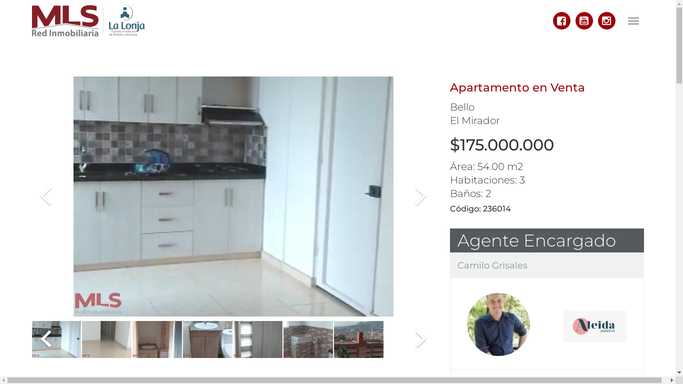 MLS
Red Inmobiliaria
La Lonja
Apartamento en Venta
Bello
El Mirador
$175.000.000
Área: 54.00 m2
Habitaciones: 3
Baños: 2
Código: 236014
Agente Encargado
Camilo Grisales
MLS
Aleida